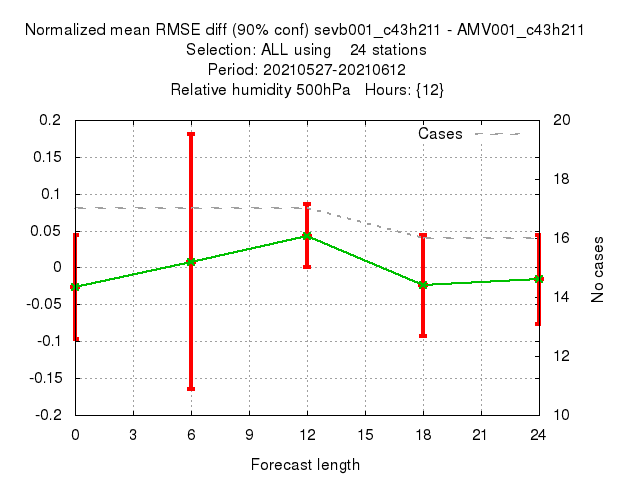 Normalized mean RMSE diff (90% conf) sevb001_c43h211 - AMV001_c43h211
Selection: ALL using    24 stations
Period: 20210527-20210612
Relative humidity 500hPa   Hours: {12}
Cases
0.2
0.15
0.1
0.05
0
-0.05
-0.1
-0.15
-0.2
20
18
16
14
12
10
No cases
0 3 6 9 12 15 18 21 24
Forecast length